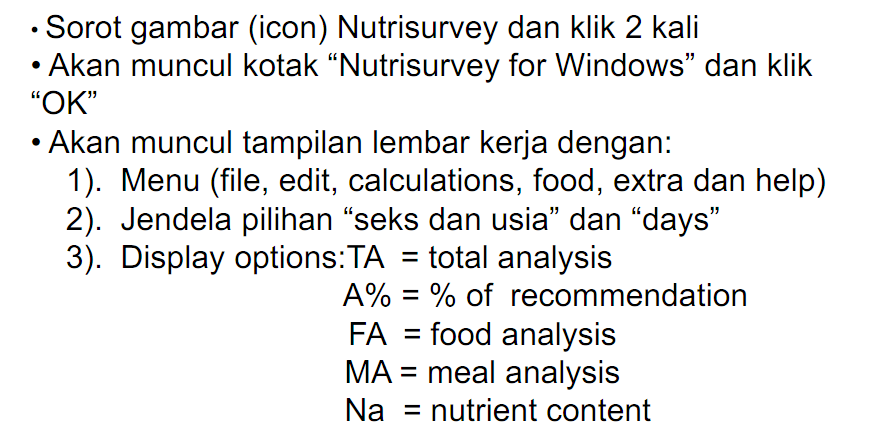 • Sorot gambar (icon) Nutrisurvey dan klik 2 kali
• Akan muncul kotak “Nutrisurvey for Windows” dan klik
“OK”
• Akan muncul tampilan lembar kerja dengan:
1). Menu (file, edit, calculations, food, extra dan help)
2). Jendela pilihan “seks dan usia” dan “days”
3). Display options:TA = total analysis
A% = % of recommendation
FA = food analysis
MA = meal analysis
Na = nutrient content